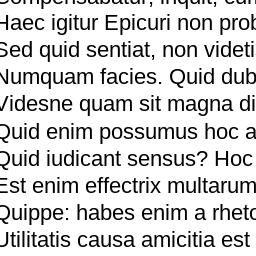 Compensabatur, inquit, cum
Haec igitur Epicuri non prob
Sed quid sentiat, non videti
Numquam facies. Quid dub
Videsne quam sit magna di
Quid enim possumus hoc a
Quid iudicant sensus? Hoc
Est enim effectrix multarum
Quippe: habes enim a rheto
Utilitatis causa amicitia est